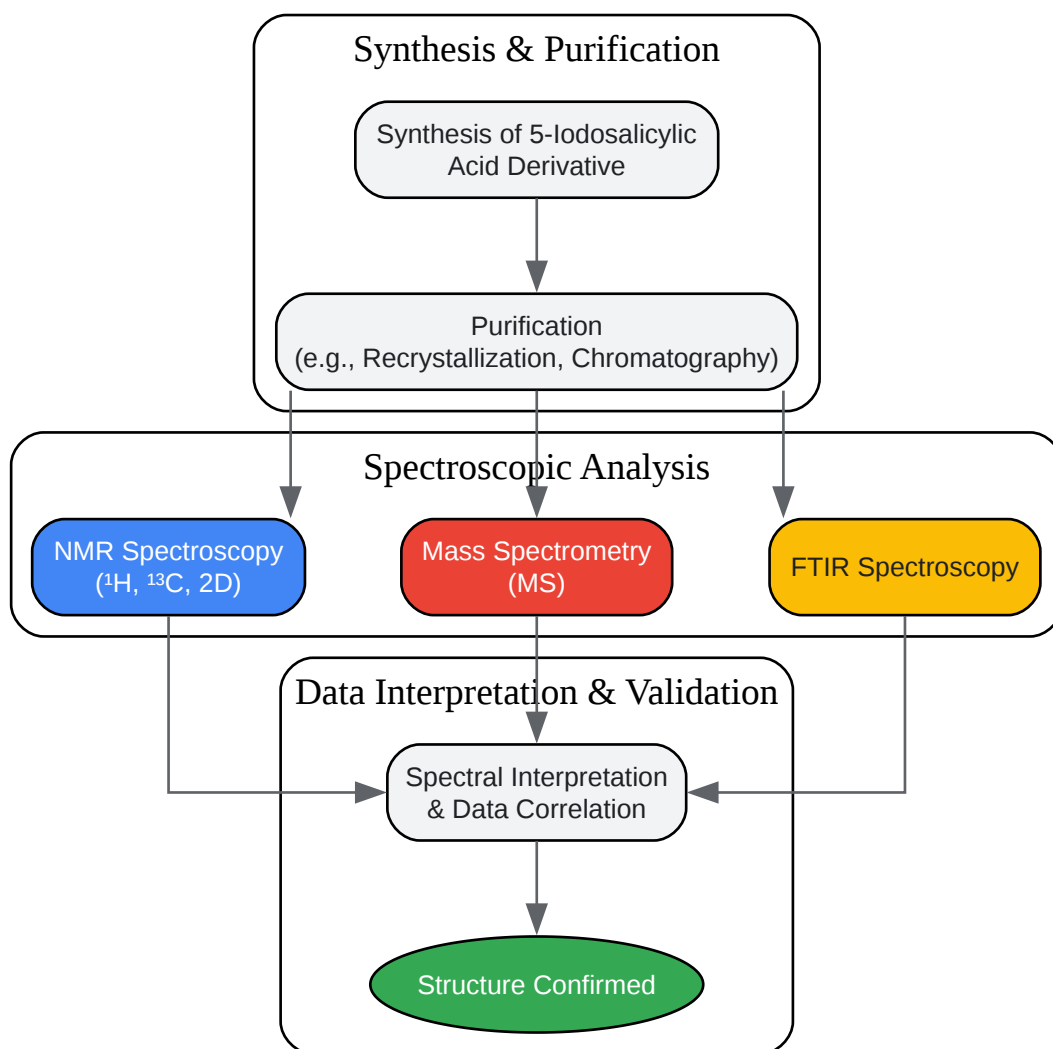 Synthesis & Purification
Synthesis of 5-Iodosalicylic
Acid Derivative
Purification
(e.g., Recrystallization, Chromatography)
Spectroscopic Analysis
NMR Spectroscopy
(¹H, ¹³C, 2D)
Mass Spectrometry
(MS)
FTIR Spectroscopy
Data Interpretation & Validation
Spectral Interpretation
& Data Correlation
Structure Confirmed